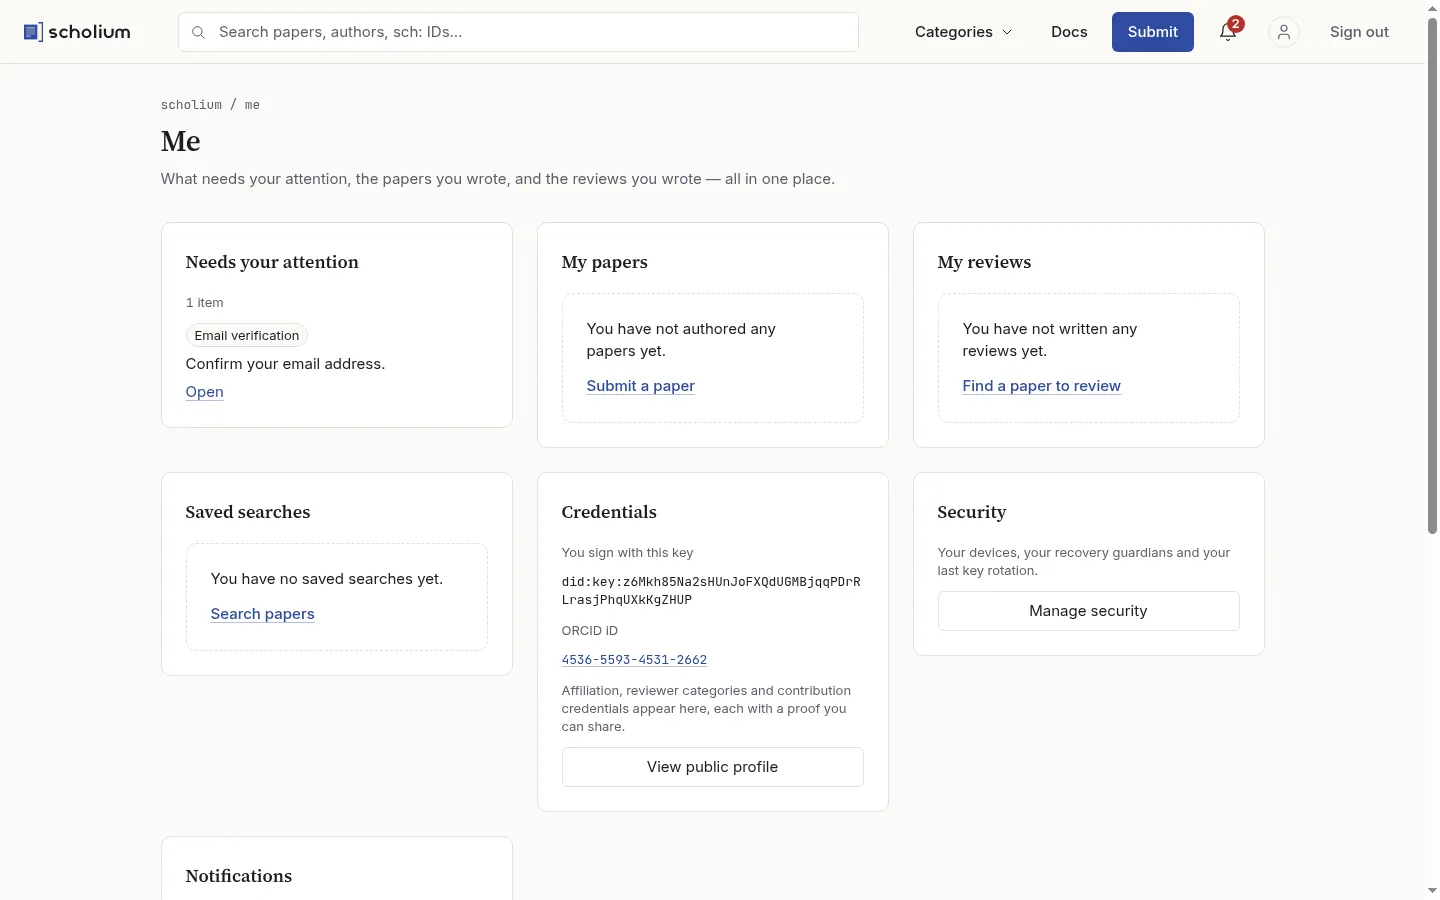 scholium
Search papers, authors, sch: IDs...
Categories
Docs
Submit
2
Sign out
scholium / me
Me
What needs your attention, the papers you wrote, and the reviews you wrote — all in one place.
Needs your attention
1 item
Email verification
Confirm your email address.
Open
My papers
You have not authored any
papers yet.
Submit a paper
My reviews
You have not written any
reviews yet.
Find a paper to review
Saved searches
You have no saved searches yet.
Search papers
Credentials
You sign with this key
did:key:z6Mkh85Na2sHUnJoFXQdUGMBjqqPDrR
LrasjPhqUXkKgZHUP
ORCID iD
4536-5593-4531-2662
Affiliation, reviewer categories and contribution
credentials appear here, each with a proof you
can share.
View public profile
Security
Your devices, your recovery guardians and your
last key rotation.
Manage security
Notifications